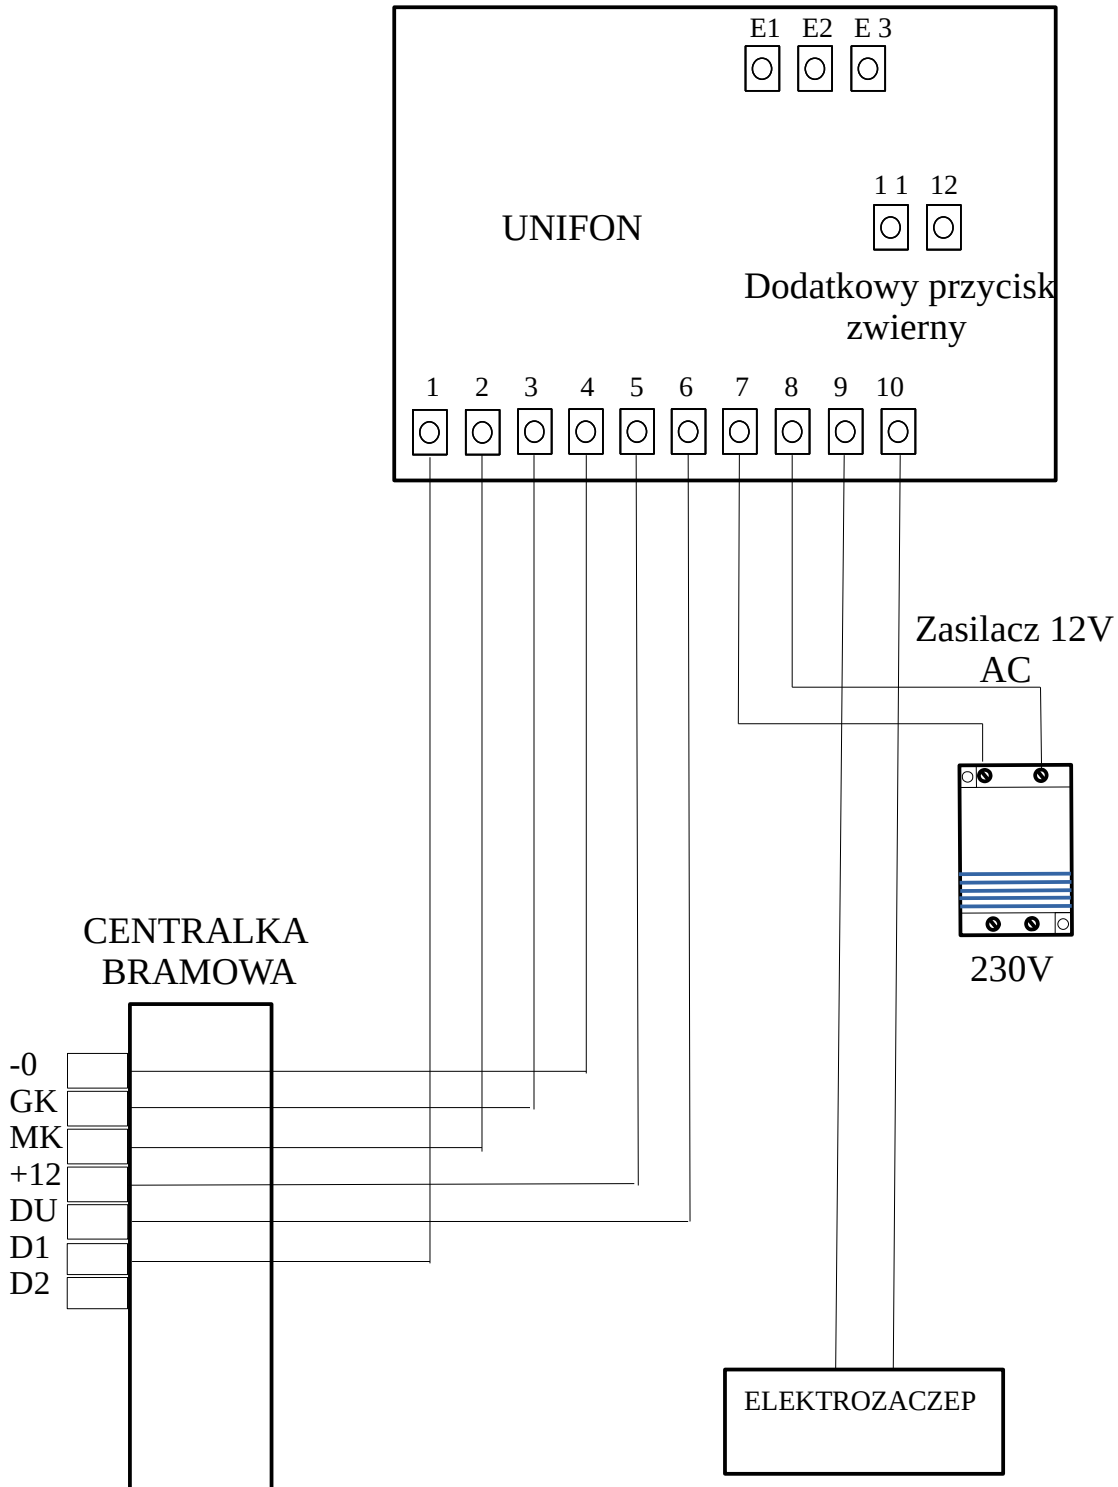 E1 E2 E 3
1 1 12
UNIFON
Dodatkowy przycisk
zwierny
1 2 3 4 5 6 7 8 9 10
Zasilacz 12V
AC
230V
CENTRALKA
BRAMOWA
-0
GK
MK
+12
DU
D1
D2
ELEKTROZACZEP